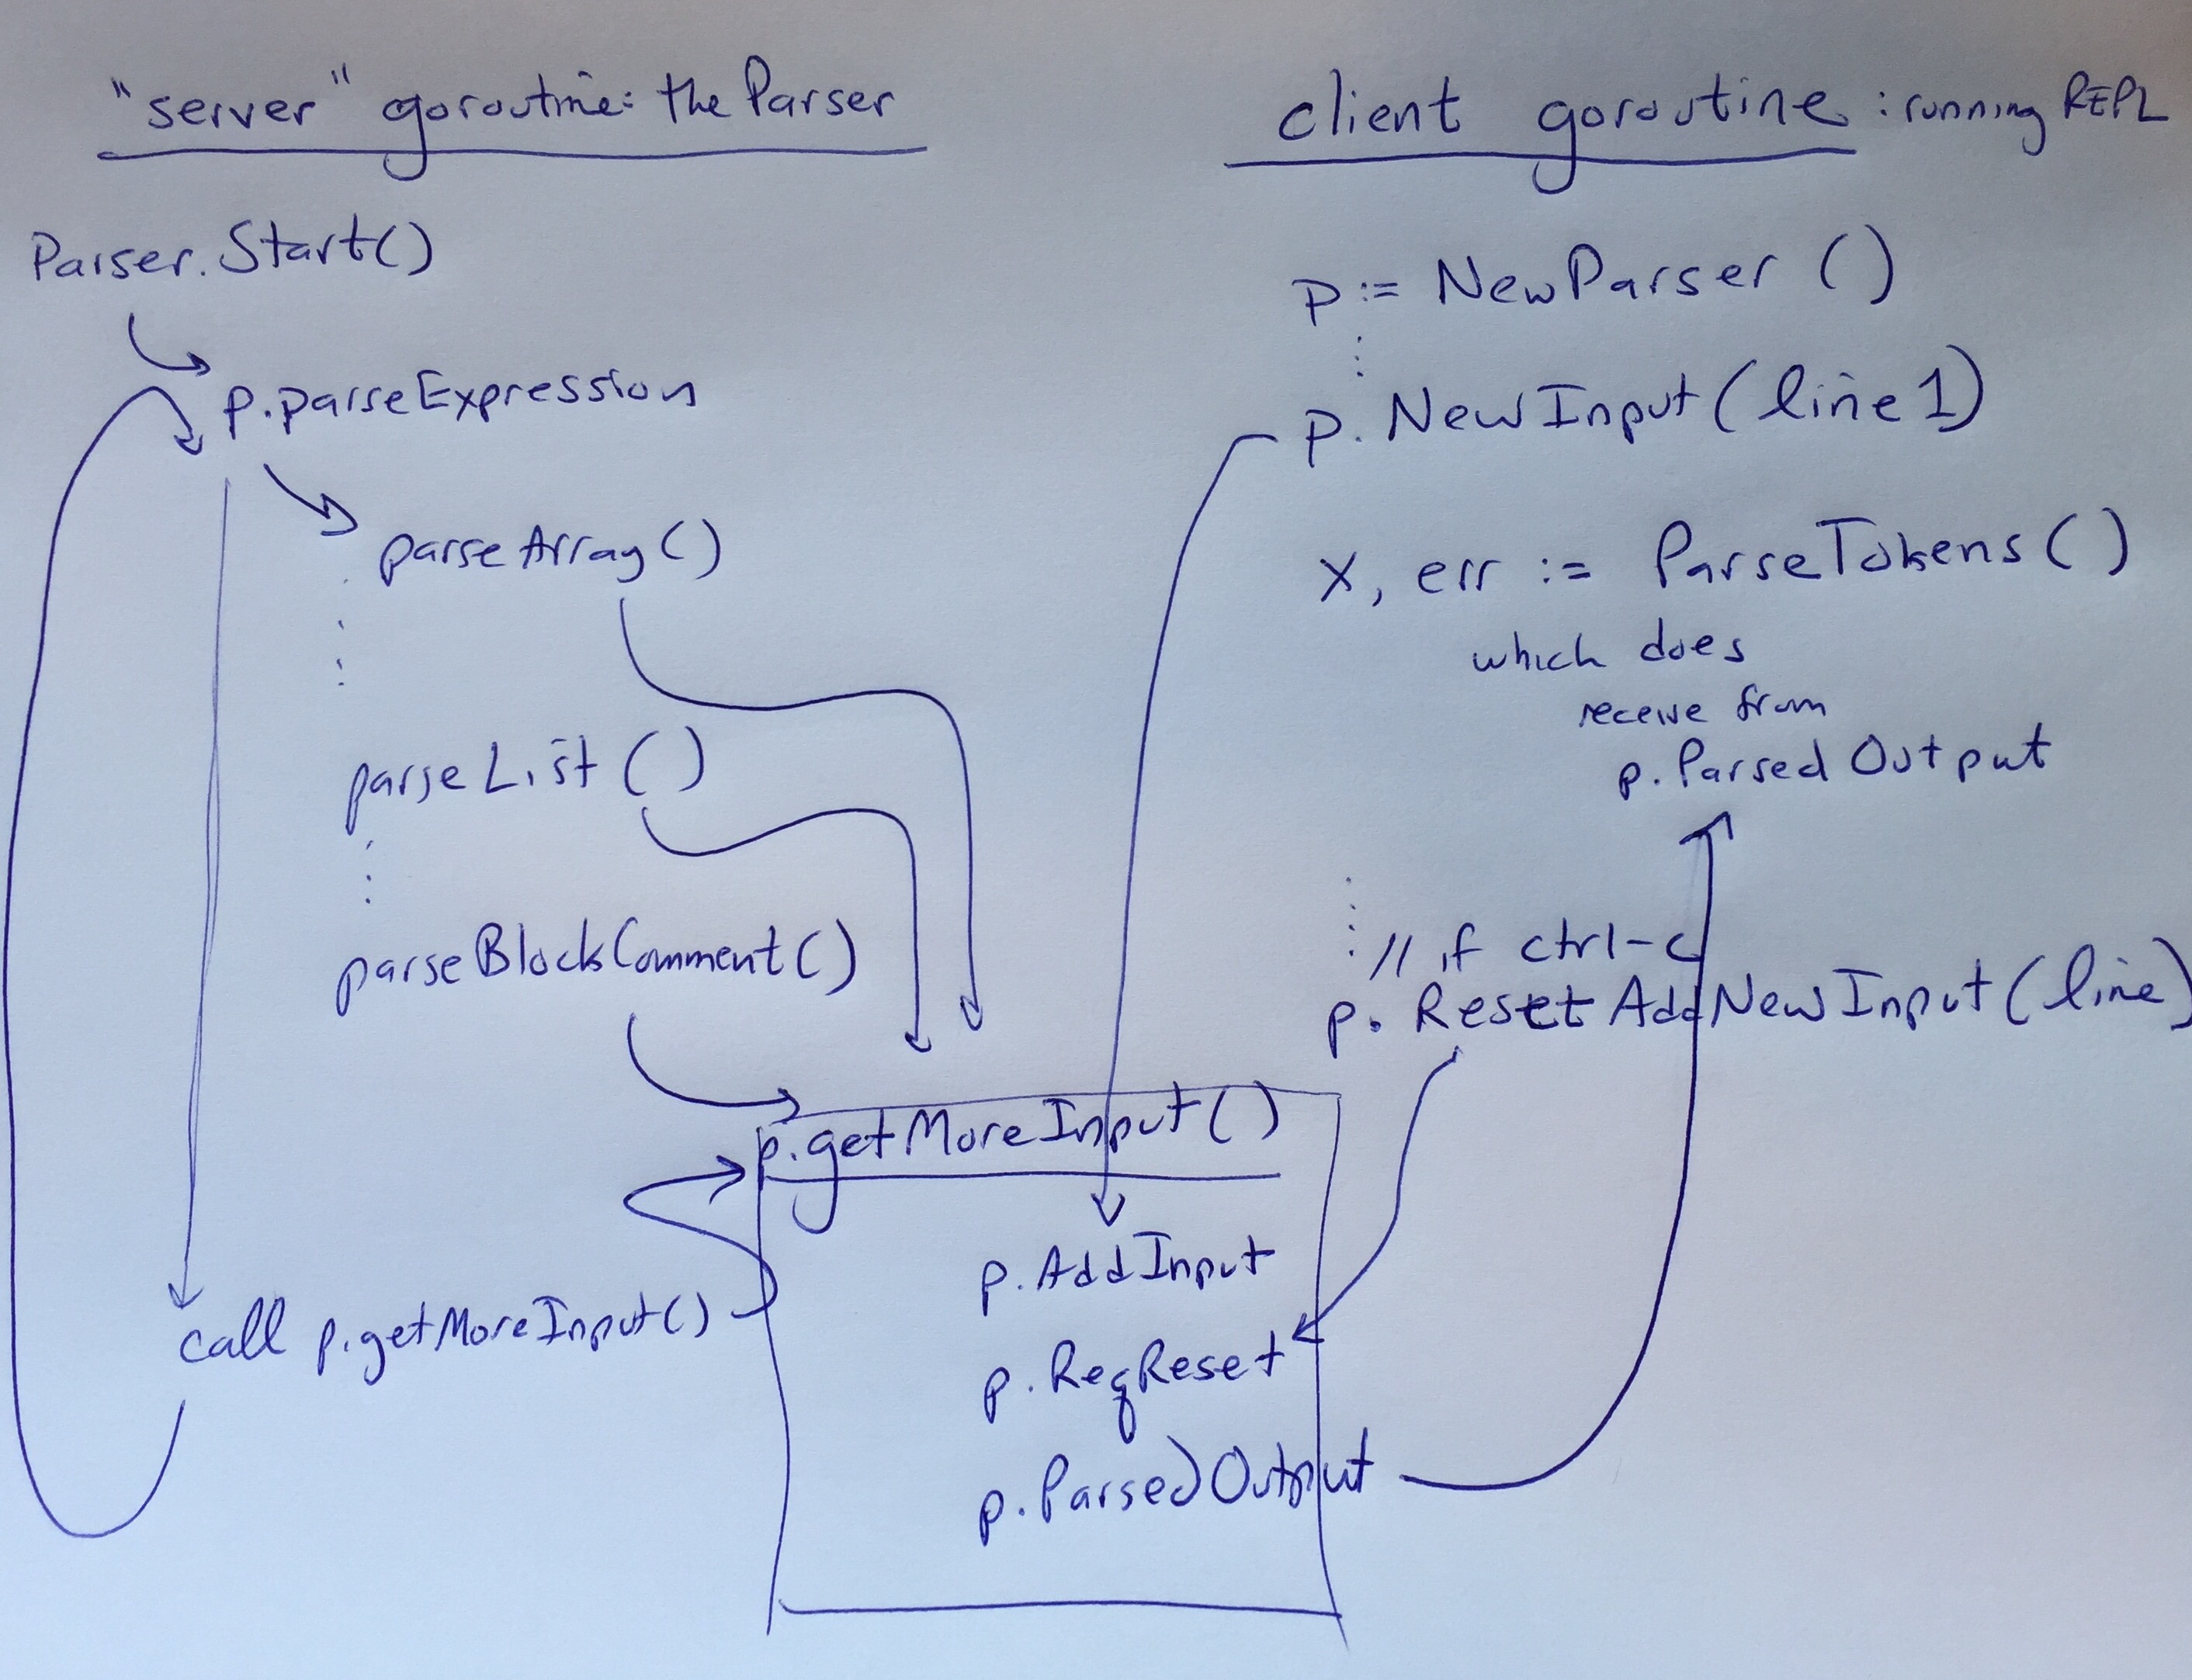 "server" goroutine: the Parser
Parser.Start()
p.parseExpression
parseArray()
parseList()
parseBlockComment()
call p.getMoreInput()
client goroutine : running REPL
p := NewParser()
p.NewInput(line1)
x, err := ParseTokens()
which does
receive from
p.ParsedOutput
// if ctrl-c
p.ResetAddNewInput(line)
p.getMoreInput()
p.AddInput
p.ReqReset
p.ParsedOutput